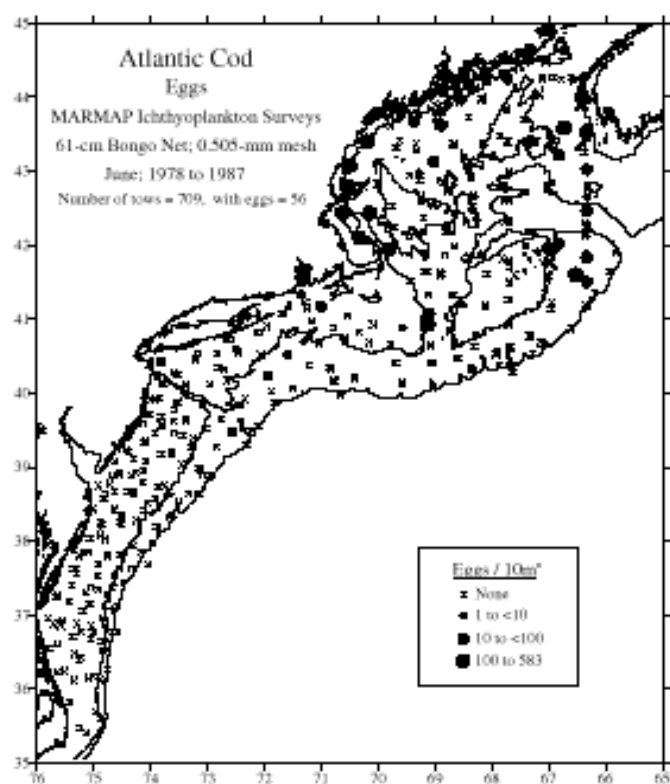 Atlantic Cod
Eggs
MARMAP Ichthyoplankton Surveys
61-cm Bongo Net; 0.505-mm mesh
June; 1978 to 1987
Number of tows = 709, with eggs = 56
45
44
43
42
41
40
39
38
37
36
35
Eggs / 10m²
None
1 to <10
10 to <100
100 to 583
76 75 74 73 72 71 70 69 68 67 66 65